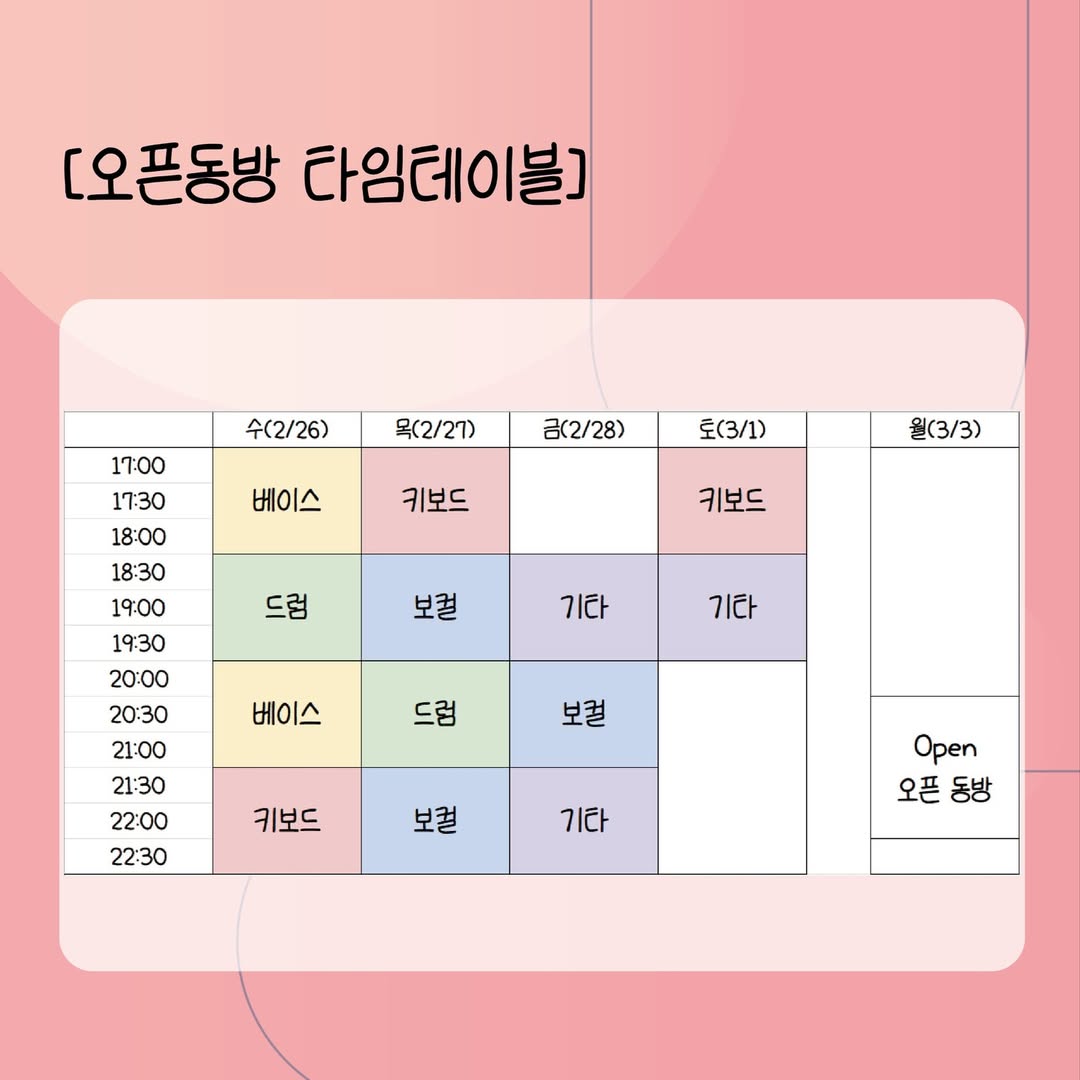 [오픈동방 타임테이블]
수(2/26) 목(2/27) 금(2/28) 토(3/1) 월(3/3)
17:00
17:30 베이스 키보드 키보드
18:00
18:30
19:00 드럼 보컬 기타 기타
19:30
20:00
20:30 베이스 드럼 보컬
21:00 Open
오픈 동방
21:30
22:00 키보드 보컬 기타
22:30